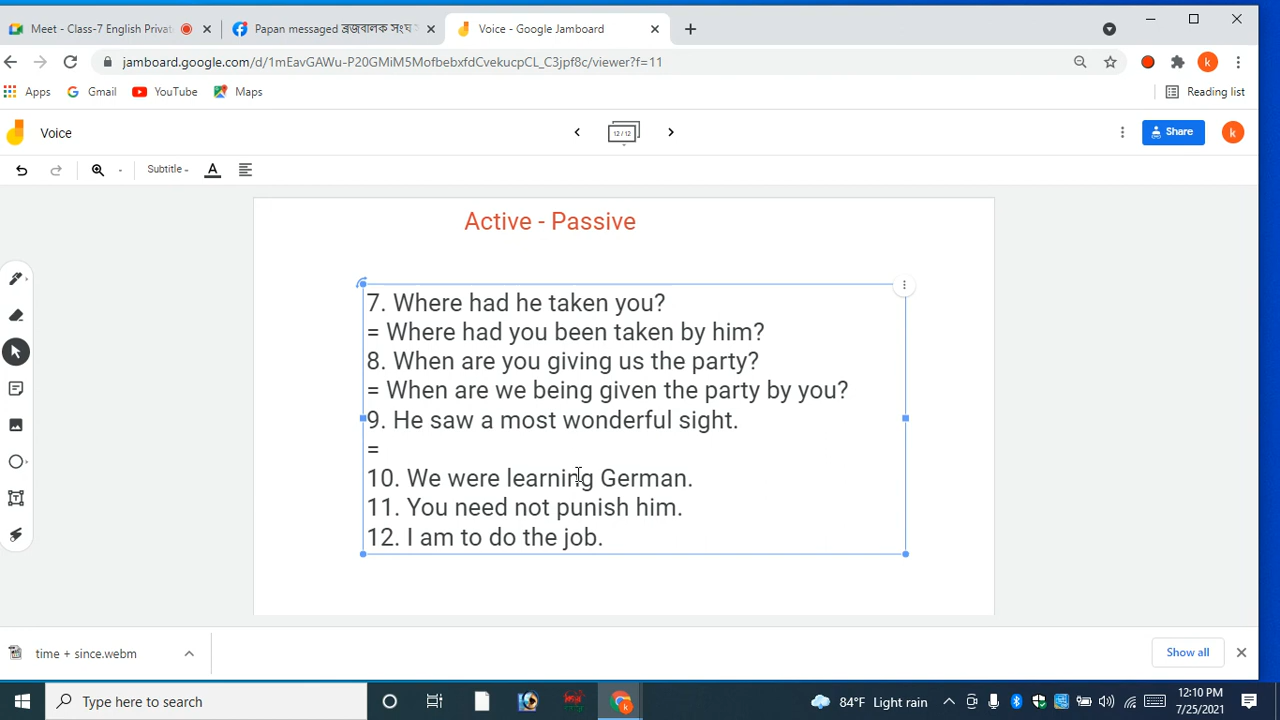 Meet - Class-7 English Privat
Papan messaged ব্রজবালক সংঘ
Voice - Google Jamboard
jamboard.google.com/d/1mEavGAWu-P20GMiM5MofbebxfdCvekucpCL_C3jpf8c/viewer?f=11
k
Apps
Gmail
YouTube
Maps
Reading list
Voice
12 / 12
Share
k
Subtitle
A
Active - Passive
7. Where had he taken you?
= Where had you been taken by him?
8. When are you giving us the party?
= When are we being given the party by you?
9. He saw a most wonderful sight.
=
10. We were learning German.
11. You need not punish him.
12. I am to do the job.
time + since.webm
Show all
Type here to search
84°F Light rain
12:10 PM
7/25/2021